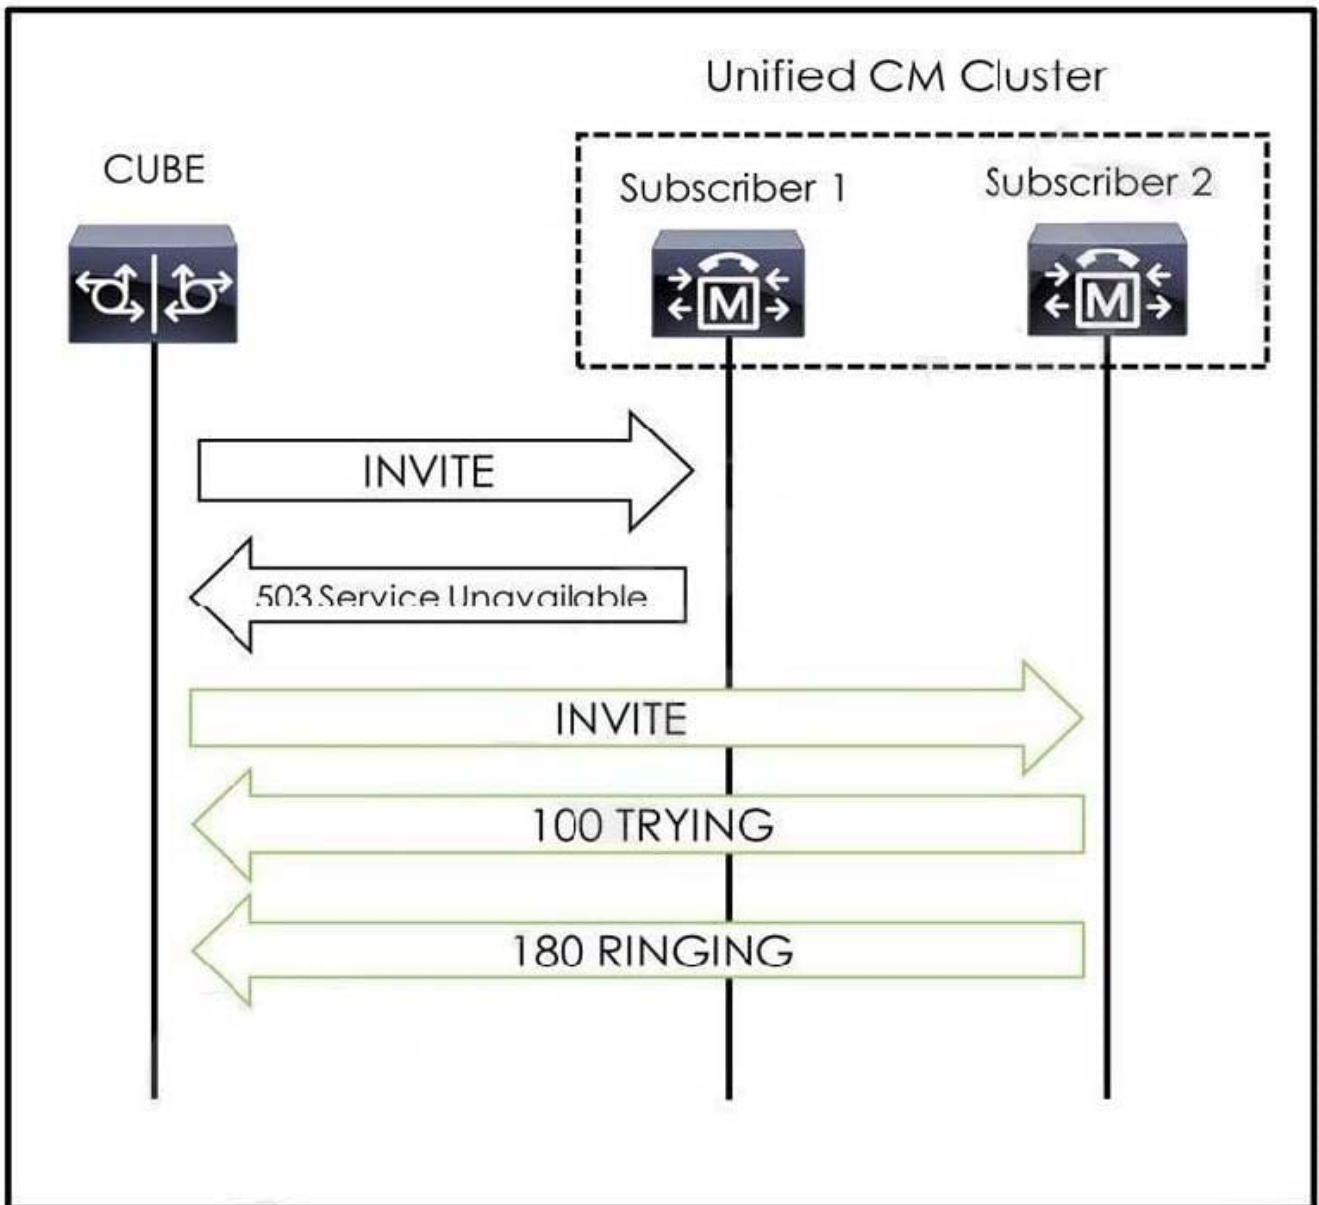 Unified CM Cluster
CUBE
Subscriber 1
Subscriber 2
M
M
INVITE
503 Service Unavailable
INVITE
100 TRYING
180 RINGING